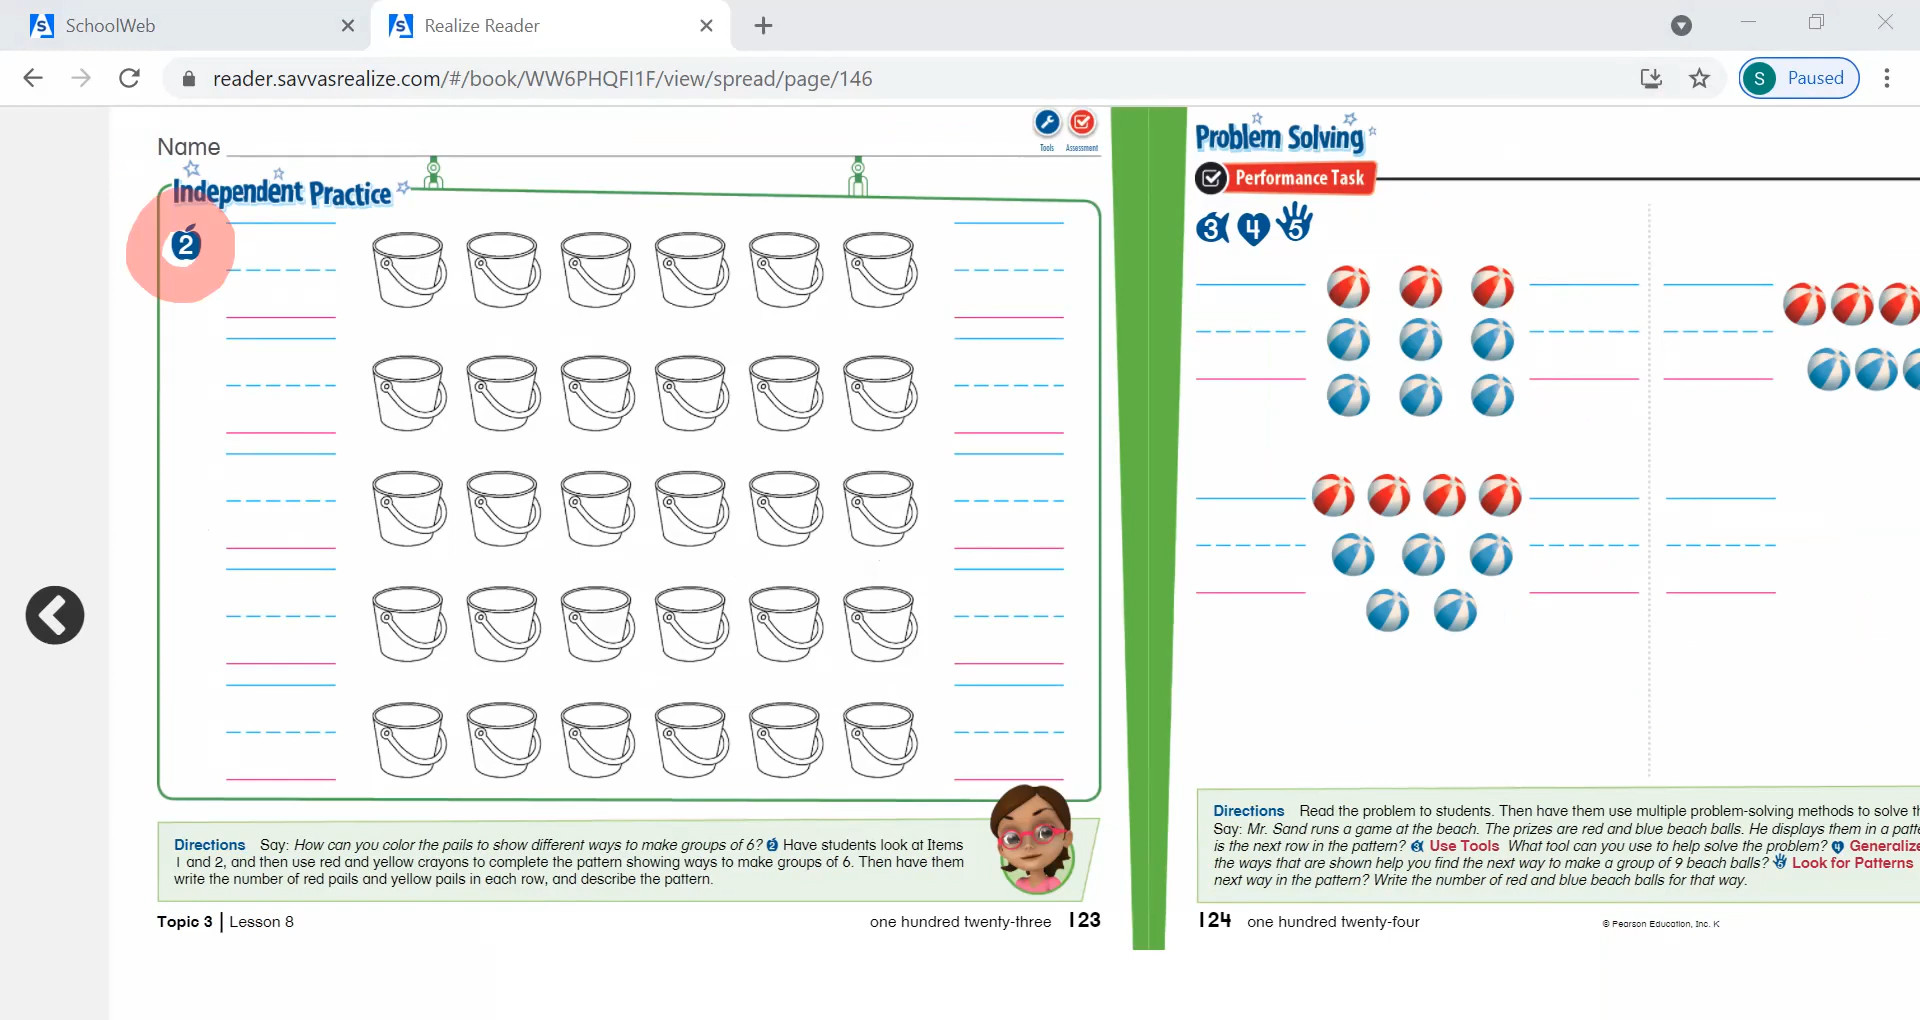 SchoolWeb
Realize Reader
reader.savvasrealize.com/#/book/WW6PHQFI1F/view/spread/page/146
S Paused
Name
Tools Assessment
Independent Practice
2
Directions Say: How can you color the pails to show different ways to make groups of 6? 2 Have students look at Items
1 and 2, and then use red and yellow crayons to complete the pattern showing ways to make groups of 6. Then have them
write the number of red pails and yellow pails in each row, and describe the pattern.
Topic 3 | Lesson 8
one hundred twenty-three 123
Problem Solving
Performance Task
3 4 5
Directions Read the problem to students. Then have them use multiple problem-solving methods to solve
Say: Mr. Sand runs a game at the beach. The prizes are red and blue beach balls. He displays them in a
is the next row in the pattern? 3 Use Tools What tool can you use to help solve the problem? 4 Generalize
the ways that are shown help you find the next way to make a group of 9 beach balls? 5 Look for Patterns
next way in the pattern? Write the number of red and blue beach balls for that way.
124 one hundred twenty-four
© Pearson Education, Inc. K